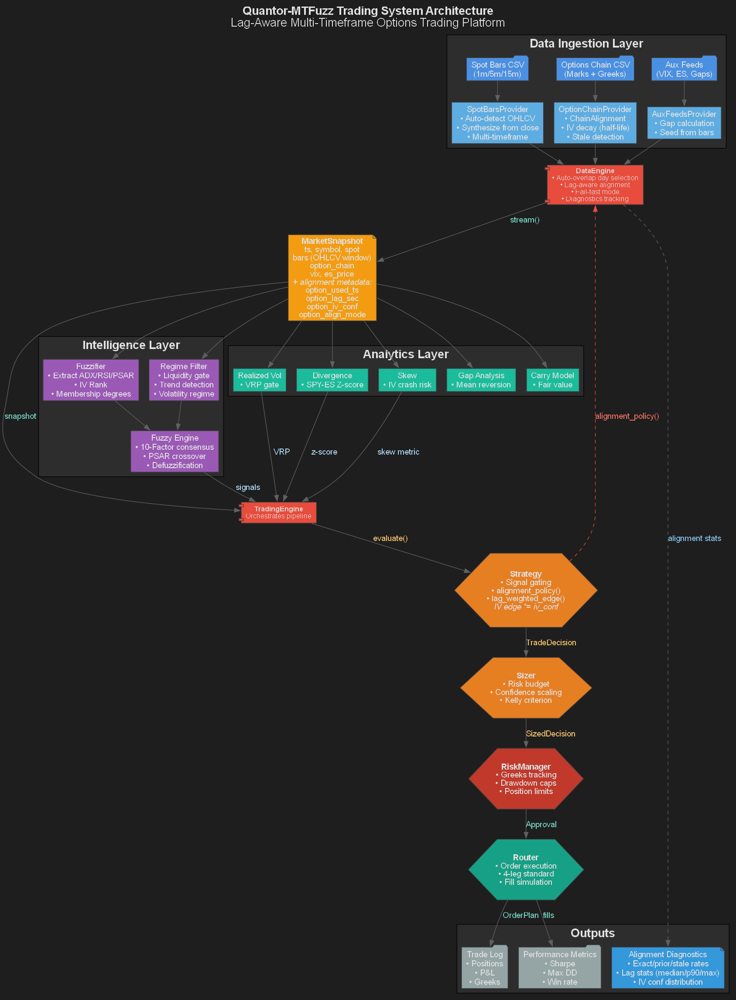 Quantor-MTFuzz Trading System Architecture
Lag-Aware Multi-Timeframe Options Trading Platform
Data Ingestion Layer
Spot Bars CSV
(1m/5m/15m)
Options Chain CSV
(Marks + Greeks)
Aux Feeds
(VIX, ES, Gaps)
SpotBarsProvider
• Auto-detect OHLCV
• Synthesize from close
• Multi-timeframe
OptionChainProvider
• ChainAlignment
• IV decay (half-life)
• Stale detection
AuxFeedsProvider
• Gap calculation
• Seed from bars
DataEngine
• Auto-overlap day selection
• Lag-aware alignment
• Fail-fast mode
• Diagnostics tracking
stream()
MarketSnapshot
ts, symbol, spot
bars (OHLCV window)
option_chain
vix, es_price
+ alignment metadata:
option_used_ts
option_lag_sec
option_iv_conf
option_align_mode
Intelligence Layer
Fuzzifier
• Extract ADX/RSI/PSAR
• IV Rank
• Membership degrees
Regime Filter
• Liquidity gate
• Trend detection
• Volatility regime
Fuzzy Engine
• 10-Factor consensus
• PSAR crossover
• Defuzzification
Analytics Layer
Realized Vol
• VRP gate
Divergence
• SPY-ES Z-score
Skew
• IV crash risk
Gap Analysis
• Mean reversion
Carry Model
• Fair value
snapshot
alignment_policy()
VRP
z-score
skew metric
signals
TradingEngine
Orchestrates pipeline
evaluate()
alignment stats
Strategy
• Signal gating
• alignment_policy()
• lag_weighted_edge()
IV edge *= iv_conf
TradeDecision
Sizer
• Risk budget
• Confidence scaling
• Kelly criterion
SizedDecision
RiskManager
• Greeks tracking
• Drawdown caps
• Position limits
Approval
Router
• Order execution
• 4-leg standard
• Fill simulation
OrderPlan
fills
Outputs
Trade Log
• Positions
• P&L
• Greeks
Performance Metrics
• Sharpe
• Max DD
• Win rate
Alignment Diagnostics
• Exact/prior/stale rates
• Lag stats (median/p90/max)
• IV conf distribution